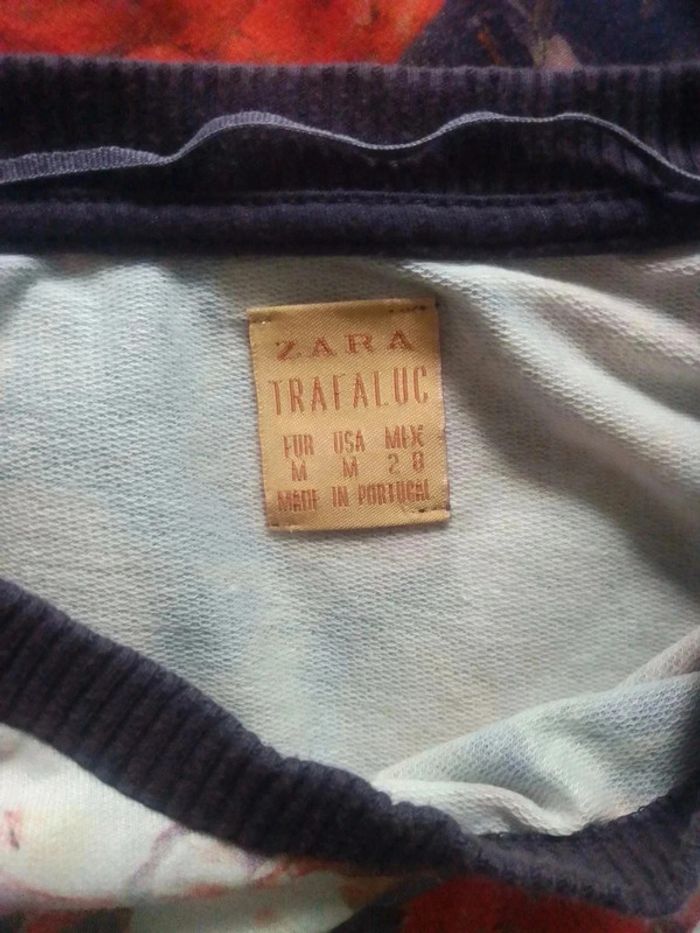 ZARA
TRAFALUC
EUR USA MEX
M M 28
MADE IN PORTUGAL